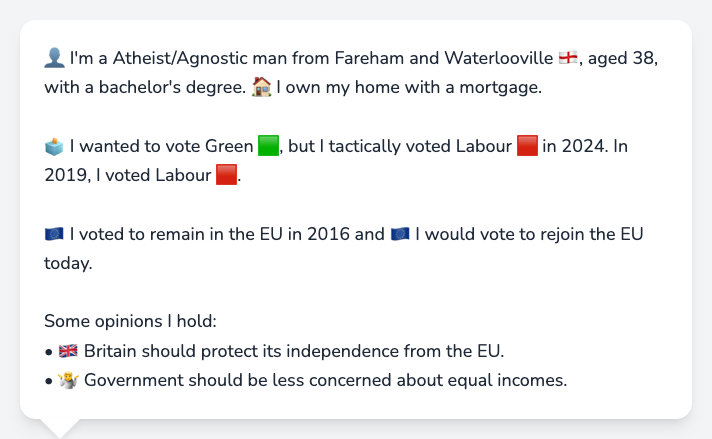 👤 I'm a Atheist/Agnostic man from Fareham and Waterlooville 🏴󠁧󠁢󠁥󠁮󠁧󠁿, aged 38,
with a bachelor's degree. 🏠 I own my home with a mortgage.
🗳️ I wanted to vote Green 🟩, but I tactically voted Labour 🟥 in 2024. In
2019, I voted Labour 🟥.
🇪🇺 I voted to remain in the EU in 2016 and 🇪🇺 I would vote to rejoin the EU
today.
Some opinions I hold:
• 🇬🇧 Britain should protect its independence from the EU.
• 🤷 Government should be less concerned about equal incomes.